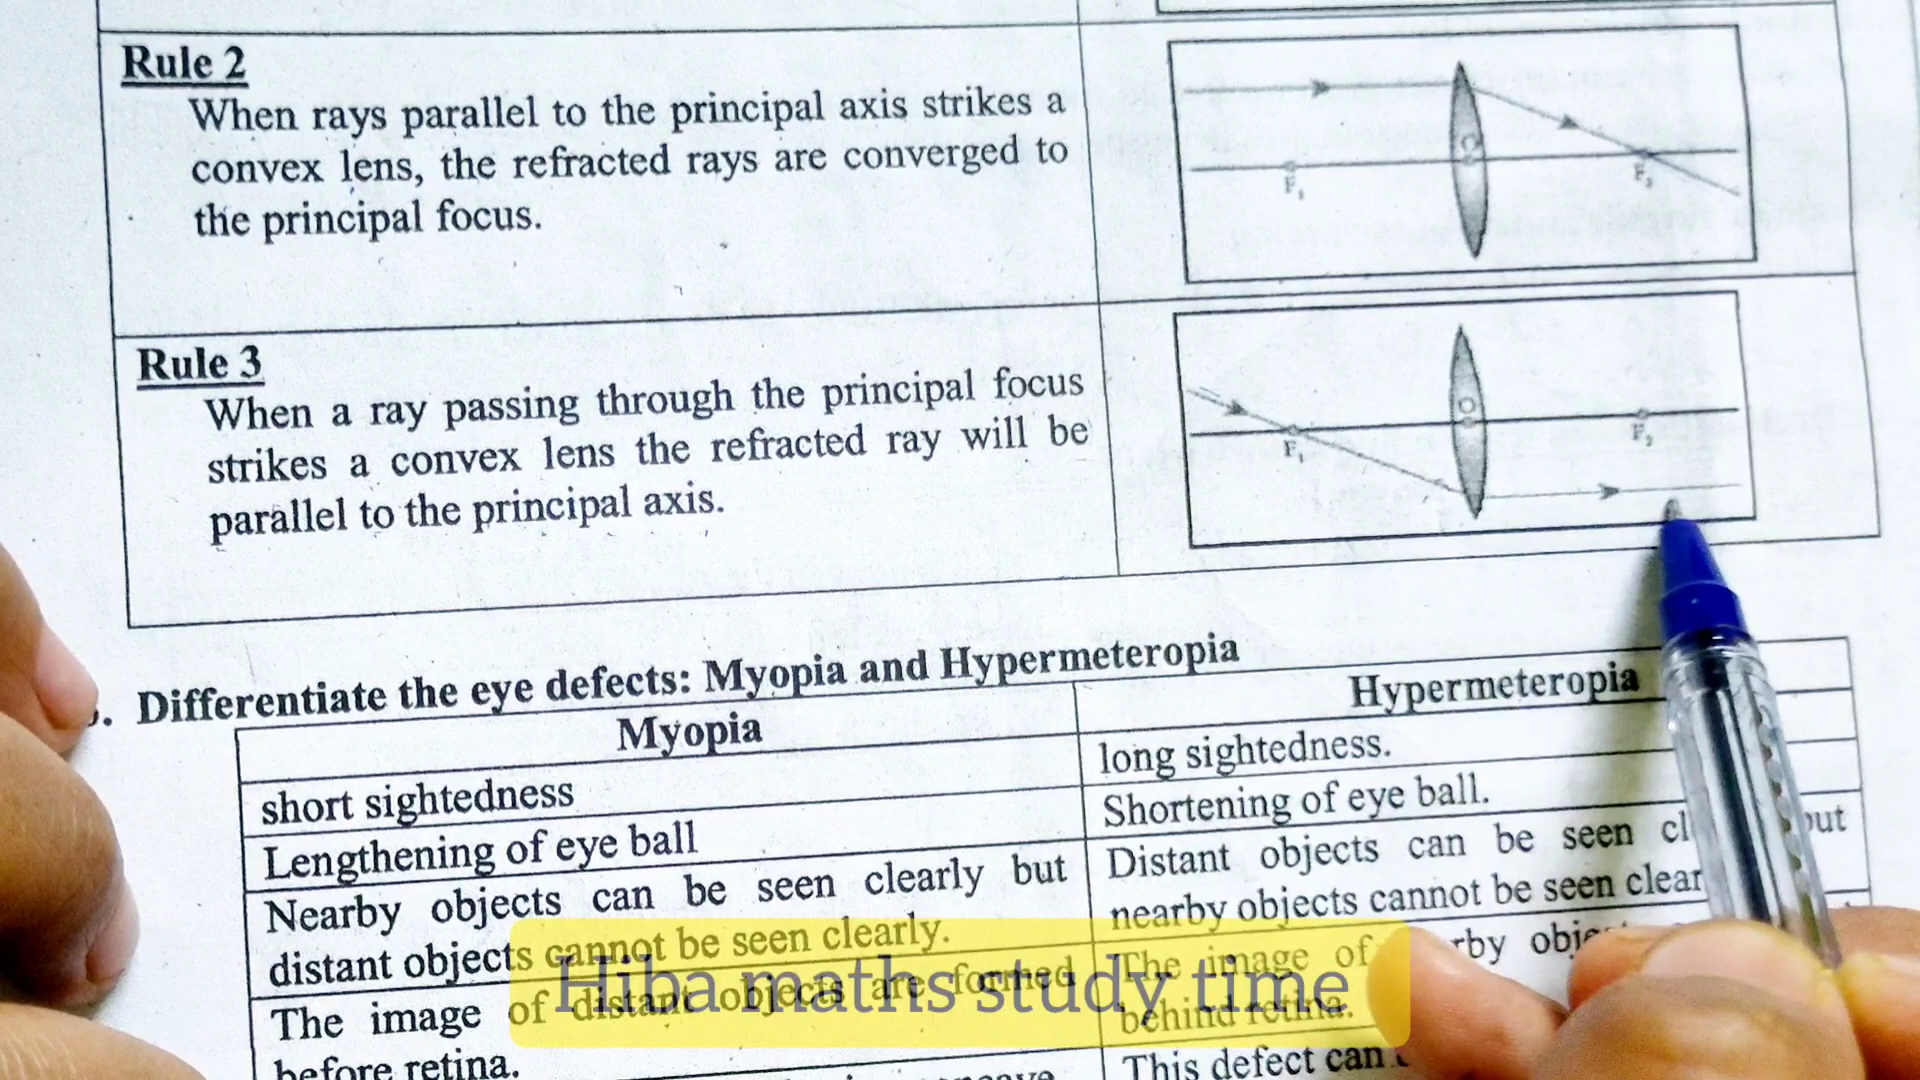 Rule 2
When rays parallel to the principal axis strikes a
convex lens, the refracted rays are converged to
the principal focus.
O
F₁
F₂
Rule 3
When a ray passing through the principal focus
strikes a convex lens the refracted ray will be
parallel to the principal axis.
O
F₁
F₂
Differentiate the eye defects: Myopia and Hypermeteropia
Myopia
Hypermeteropia
short sightedness
long sightedness.
Lengthening of eye ball
Shortening of eye ball.
Nearby objects can be seen clearly but
distant objects cannot be seen clearly.
Distant objects can be seen but
nearby objects cannot be seen
The image of distant objects are formed
before retina.
The image of
behind retina.
This defect can
Hiba maths study time